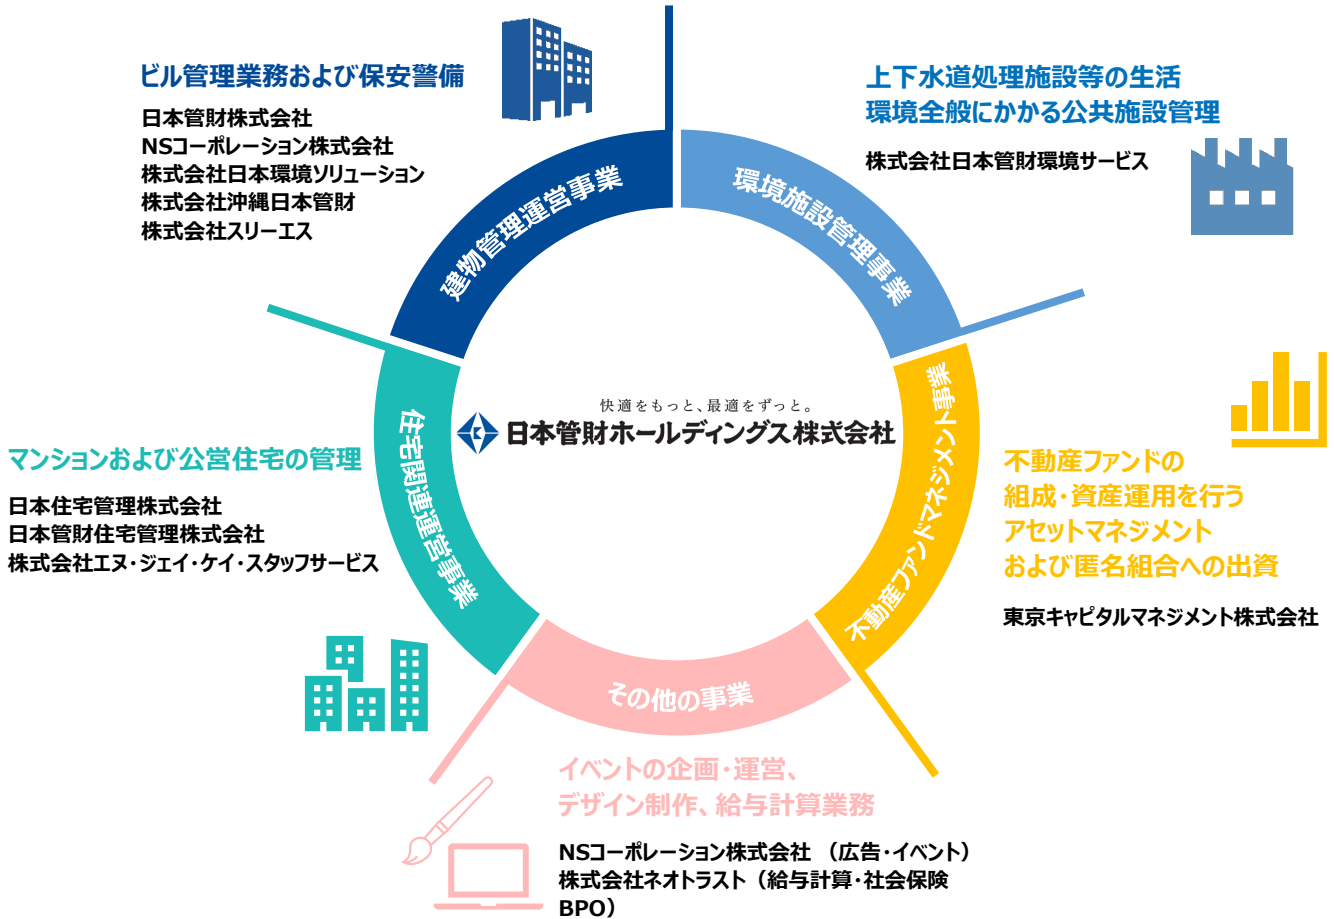 ビル管理業務および保安警備
日本管財株式会社
NSコーポレーション株式会社
株式会社日本環境ソリューション
株式会社沖縄日本管財
株式会社スリーエス
上下水道処理施設等の生活
環境全般にかかる公共施設管理
株式会社日本管財環境サービス
建物管理運営事業
環境施設管理事業
快適をもっと、最適をずっと。
日本管財ホールディングス株式会社
住宅関連運営事業
不動産ファンドマネジメント事業
マンションおよび公営住宅の管理
日本住宅管理株式会社
日本管財住宅管理株式会社
株式会社エヌ・ジェイ・ケイ・スタッフサービス
不動産ファンドの
組成・資産運用を行う
アセットマネジメント
および匿名組合への出資
東京キャピタルマネジメント株式会社
その他の事業
イベントの企画・運営、
デザイン制作、給与計算業務
NSコーポレーション株式会社 （広告・イベント）
株式会社ネオトラスト（給与計算・社会保険
BPO）